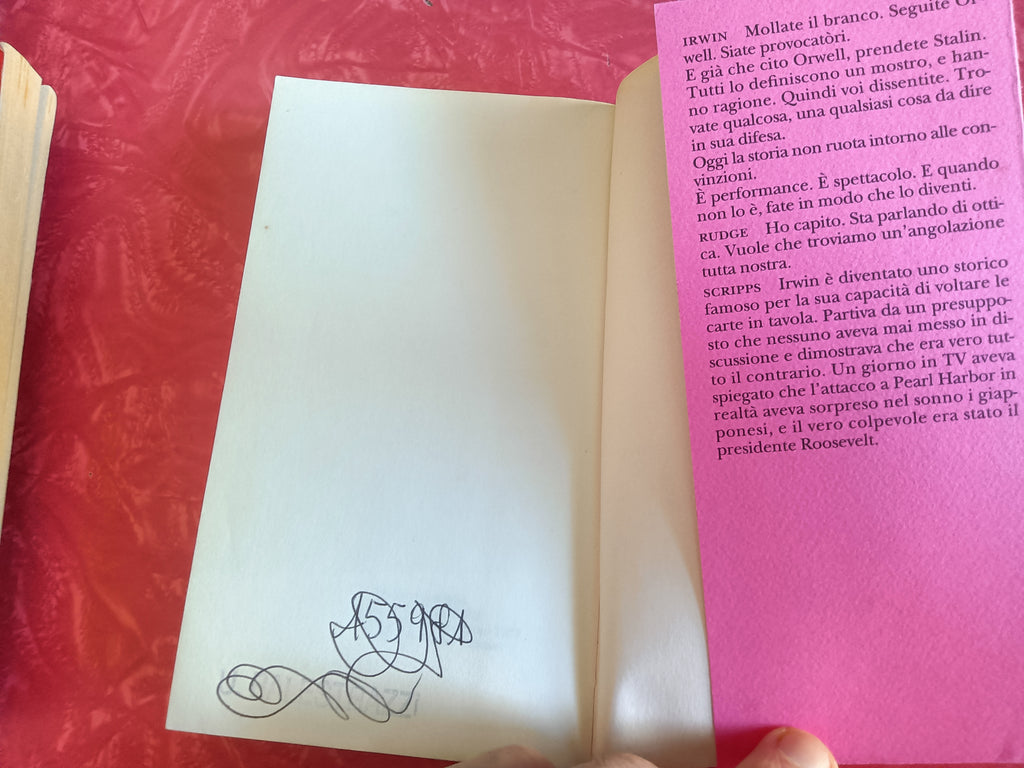 IRWIN Mollate il branco. Seguite Or-
well. Siate provocatòri.
E già che cito Orwell, prendete Stalin.
Tutti lo definiscono un mostro, e han-
no ragione. Quindi voi dissentite. Tro-
vate qualcosa, una qualsiasi cosa da dire
in sua difesa.
Oggi la storia non ruota intorno alle con-
vinzioni.
È performance. È spettacolo. E quando
non lo è, fate in modo che lo diventi.
RUDGE Ho capito. Sta parlando di otti-
ca. Vuole che troviamo un'angolazione
tutta nostra.
SCRIPPS Irwin è diventato uno storico
famoso per la sua capacità di voltare le
carte in tavola. Partiva da un presuppo-
sto che nessuno aveva mai messo in di-
scussione e dimostrava che era vero tut-
to il contrario. Un giorno in TV aveva
spiegato che l'attacco a Pearl Harbor in
realtà aveva sorpreso nel sonno i giap-
ponesi, e il vero colpevole era stato il
presidente Roosevelt.